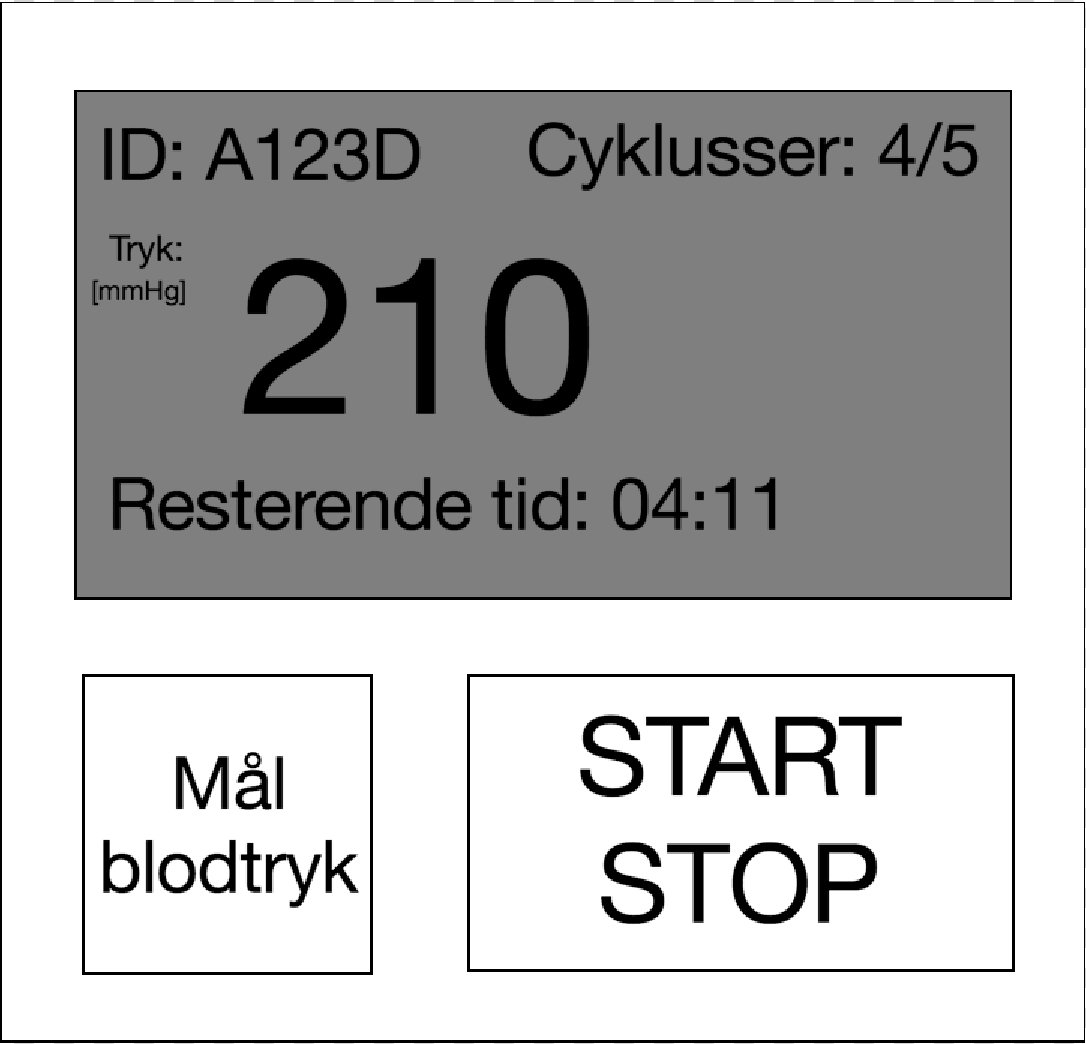 ID: A123D Cyklusser: 4/5
Tryk:
[mmHg]
210
Resterende tid: 04:11
Mål
blodtryk
START
STOP